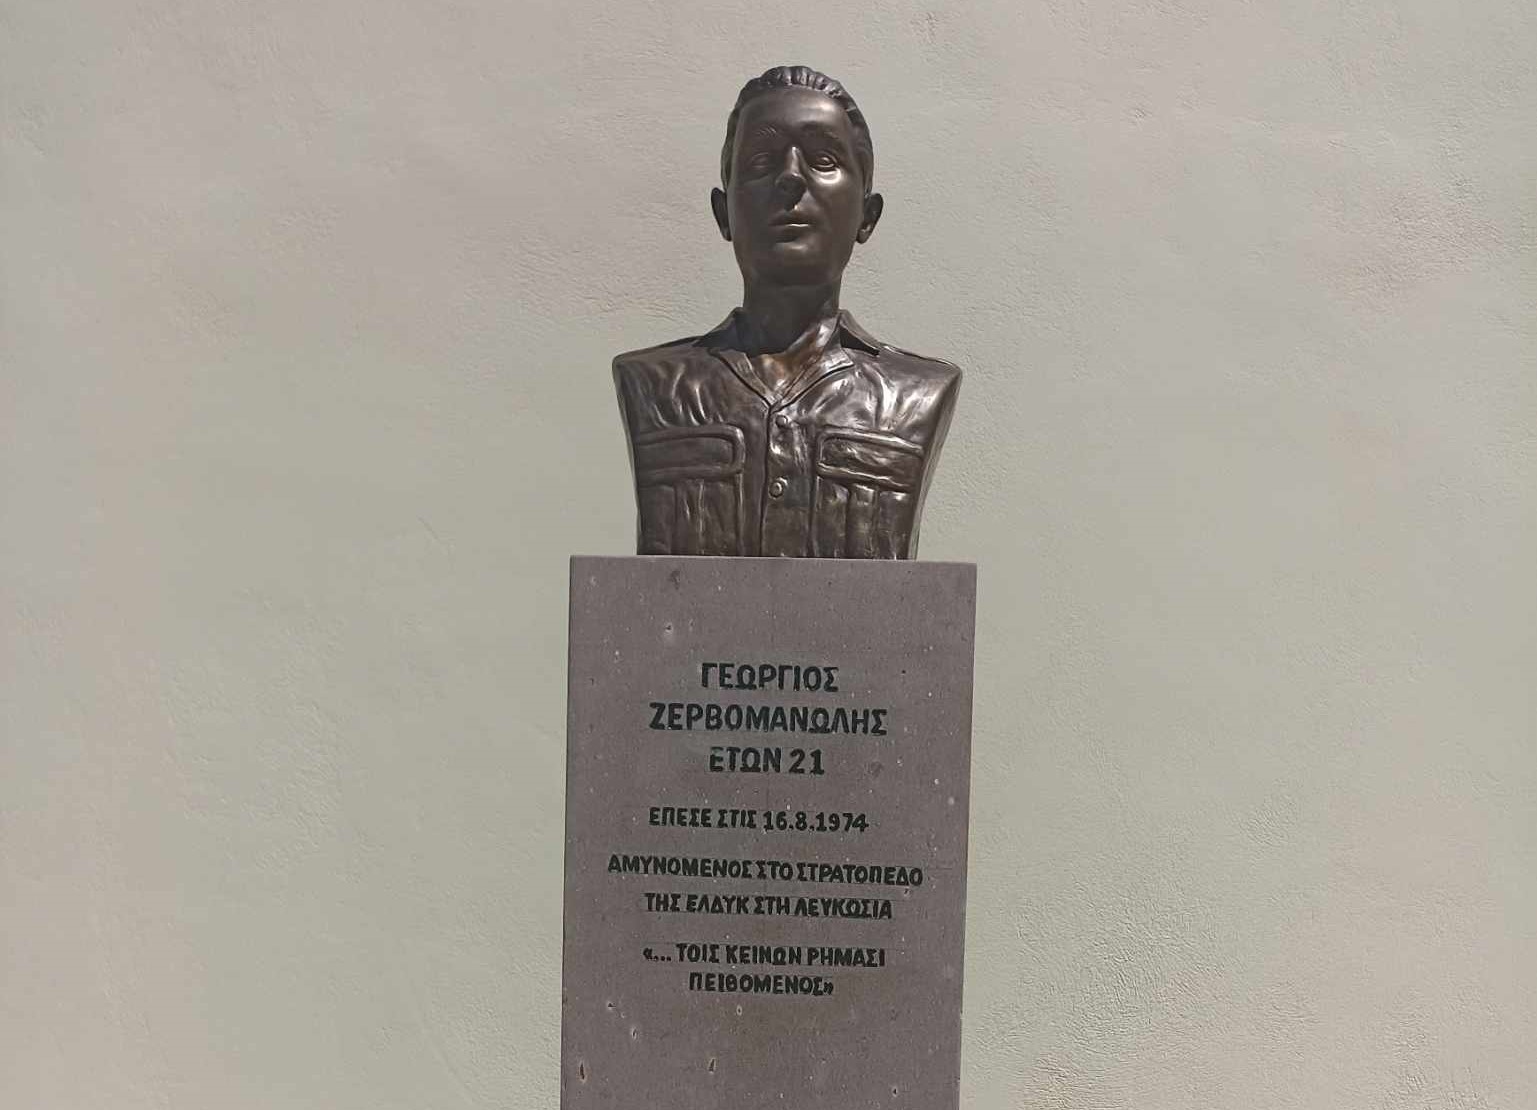 ΓΕΩΡΓΙΟΣ
ΖΕΡΒΟΜΑΝΩΛΗΣ
ΕΤΩΝ 21
ΕΠΕΣΕ ΣΤΙΣ 16.8.1974
ΑΜΥΝΟΜΕΝΟΣ ΣΤΟ ΣΤΡΑΤΟΠΕΔΟ
ΤΗΣ ΕΛΔΥΚ ΣΤΗ ΛΕΥΚΩΣΙΑ
«... ΤΟΙΣ ΚΕΙΝΩΝ ΡΗΜΑΣΙ
ΠΕΙΘΟΜΕΝΟΣ»